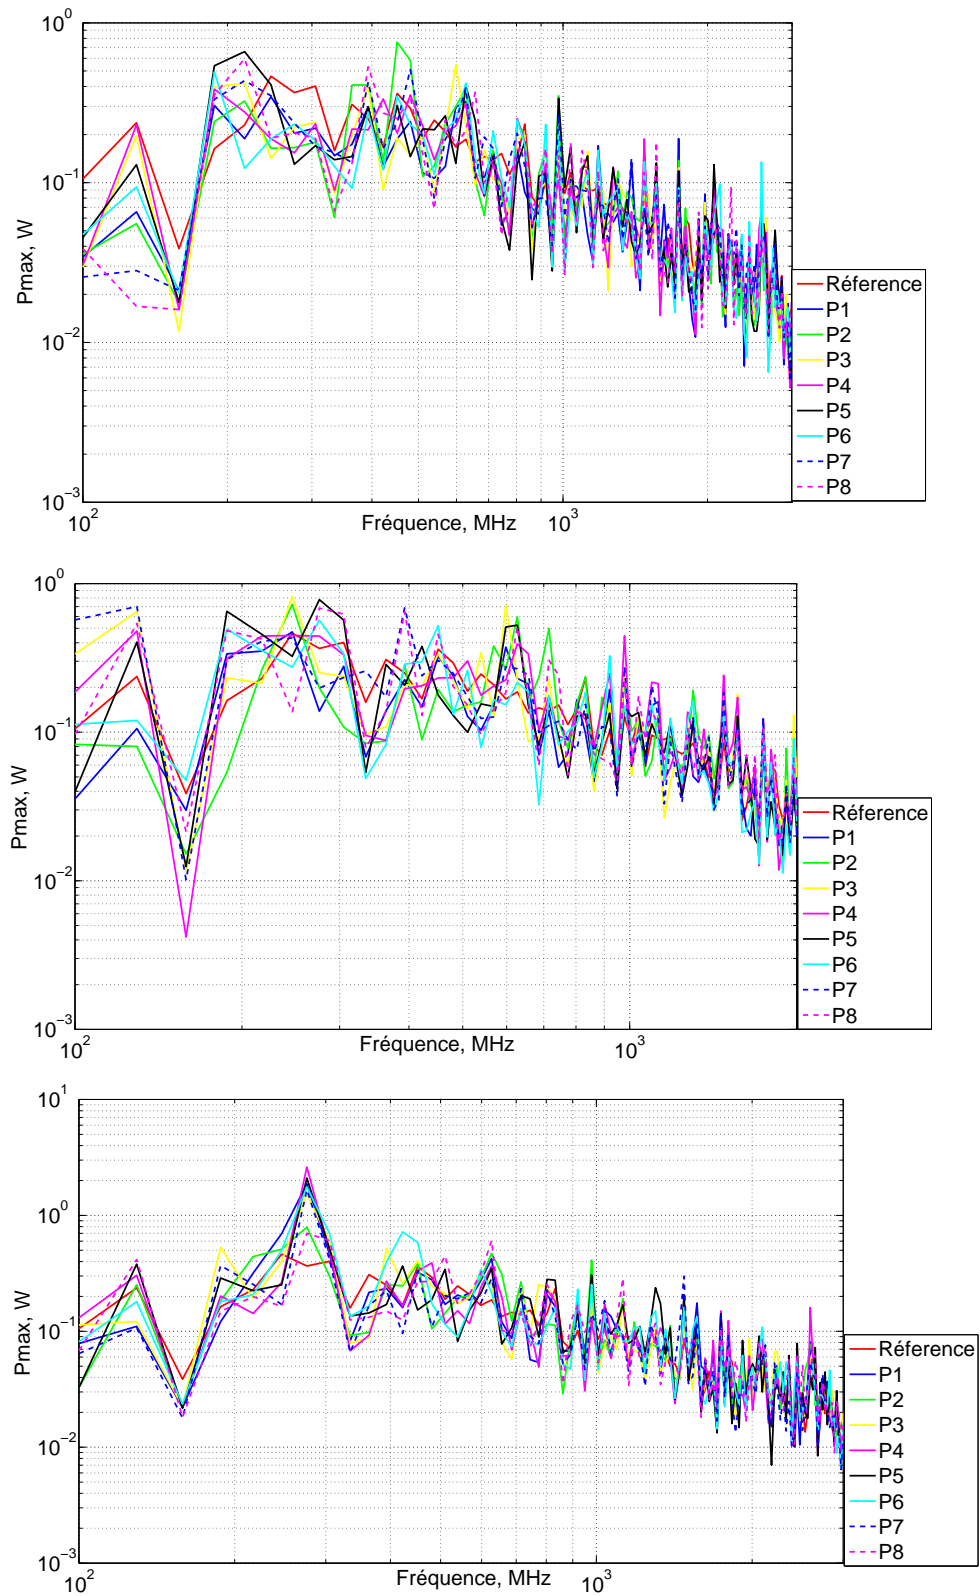 10^0
10^-1
10^-2
10^-3
Pmax, W
10^2
Fréquence, MHz
10^3
Réference
P1
P2
P3
P4
P5
P6
P7
P8
10^0
10^-1
10^-2
10^-3
Pmax, W
10^2
Fréquence, MHz
10^3
Réference
P1
P2
P3
P4
P5
P6
P7
P8
10^1
10^0
10^-1
10^-2
10^-3
Pmax, W
10^2
Fréquence, MHz
10^3
Réference
P1
P2
P3
P4
P5
P6
P7
P8